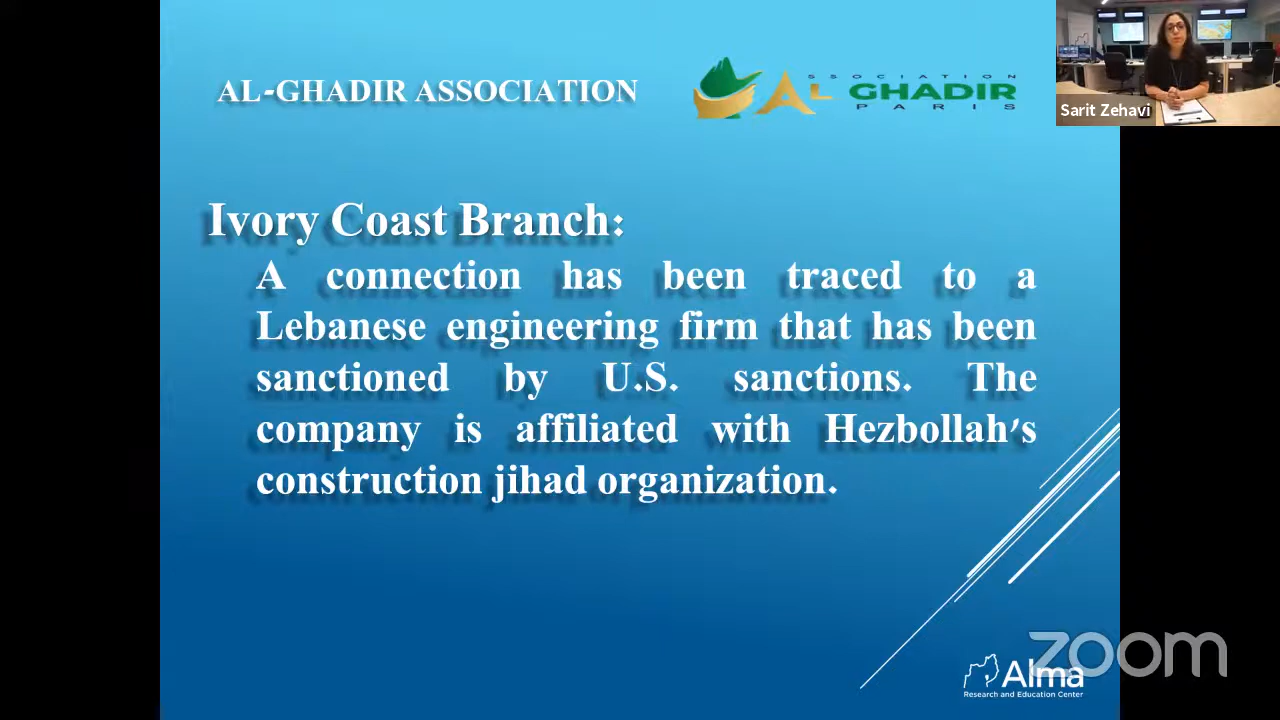 AL-GHADIR ASSOCIATION
ASSOCIATION
AL GHADIR
PARIS
Sarit Zehavi
Ivory Coast Branch:
A connection has been traced to a
Lebanese engineering firm that has been
sanctioned by U.S. sanctions. The
company is affiliated with Hezbollah's
construction jihad organization.
zoom
Alma
Research and Education Center